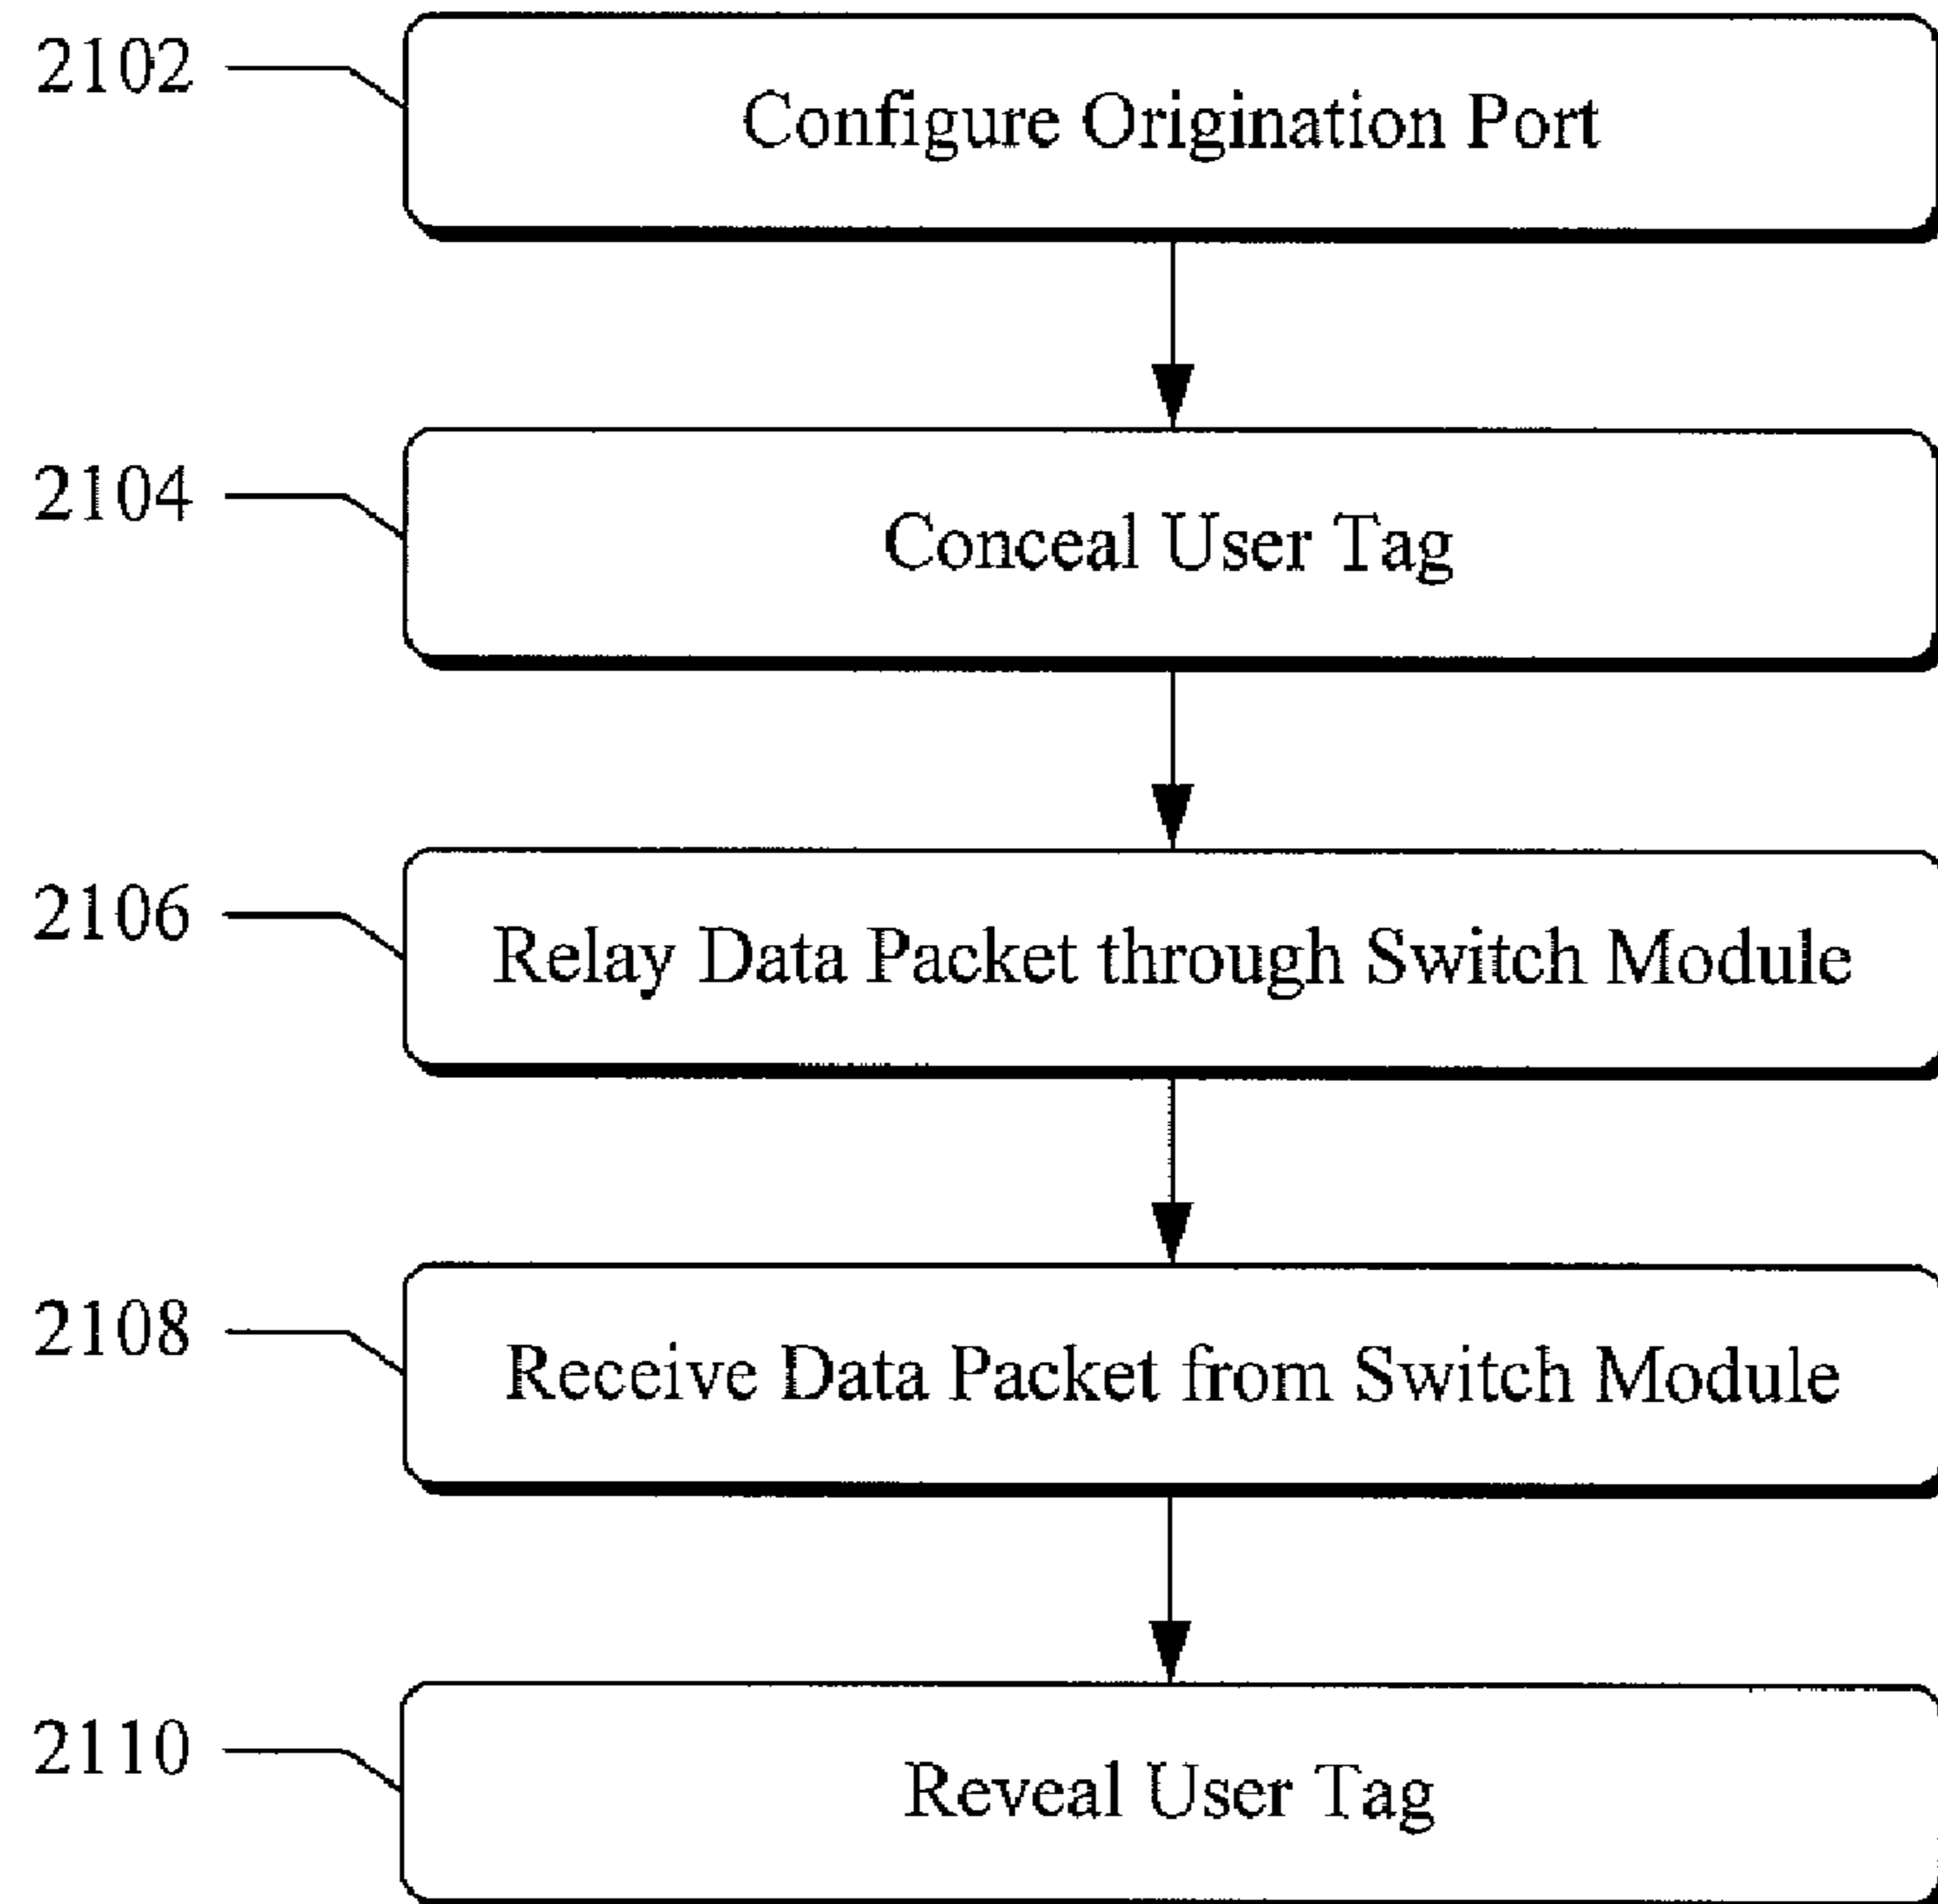 2102
Configure Origination Port
2104
Conceal User Tag
2106
Relay Data Packet through Switch Module
2108
Receive Data Packet from Switch Module
2110
Reveal User Tag